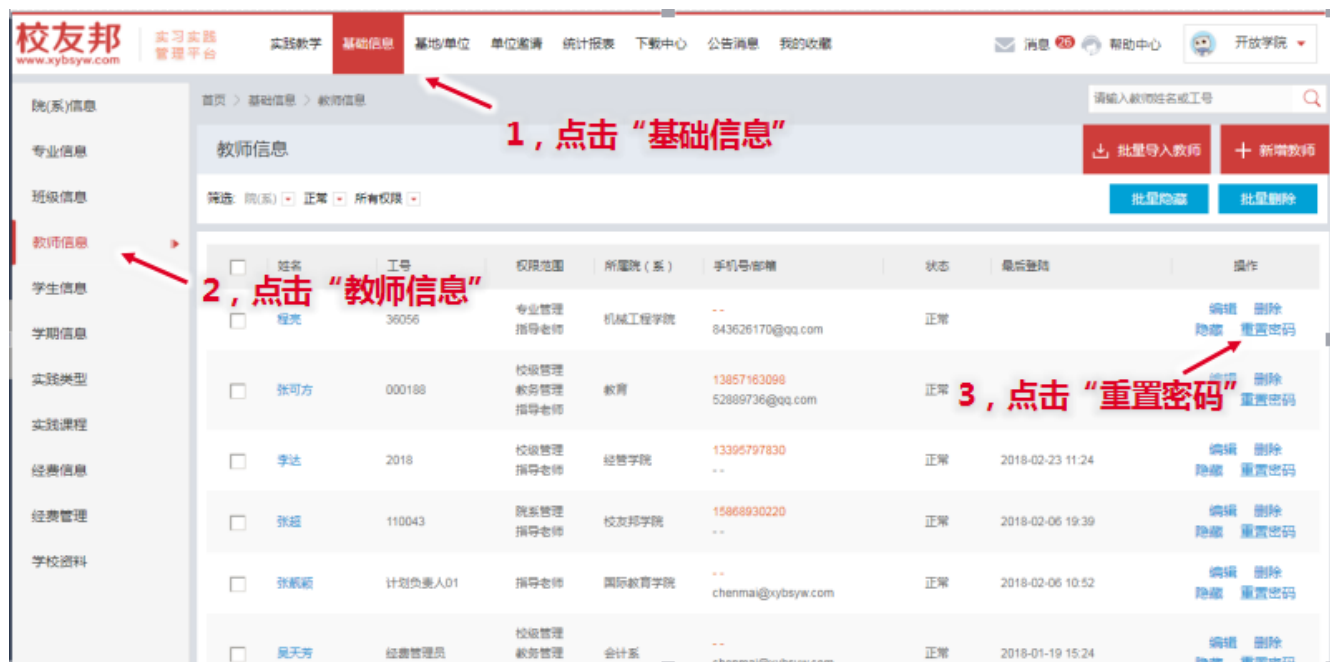 校友邦
www.xybsyw.com
实习实践
管理平台
实践教学 基础信息 基地/单位 单位邀请 统计报表 下载中心 公告消息 我的收藏
消息 26 帮助中心 开放学院
院(系)信息
专业信息
班级信息
教师信息
学生信息
学期信息
实践类型
实践课程
经费信息
经费管理
学校资料
首页 > 基础信息 > 教师信息
请输入教师姓名或工号
1，点击“基础信息”
教师信息
批量导入教师 新增教师
筛选: 院(系) 正常 所有权限
批量隐藏 批量删除
2，点击“教师信息”
姓名 工号 权限范围 所属院（系） 手机号/邮箱 状态 最后登陆 操作
程亮 36056 专业管理 机械工程学院 -- 正常 编辑 删除
指导老师 843626170@qq.com 隐藏 重置密码
3，点击“重置密码”
张可方 000188 校级管理 教育 13857163098 正常 编辑 删除
教务管理 52889736@qq.com 重置密码
指导老师
李达 2018 校级管理 经管学院 13395797830 正常 2018-02-23 11:24 编辑 删除
指导老师 -- 隐藏 重置密码
张超 110043 院系管理 校友邦学院 15868930220 正常 2018-02-06 19:39 编辑 删除
指导老师 -- 隐藏 重置密码
张靓颖 计划负责人01 指导老师 国际教育学院 -- 正常 2018-02-06 10:52 编辑 删除
chenmai@xybsyw.com 隐藏 重置密码
吴天芳 经费管理员 校级管理 会计系 -- 正常 2018-01-19 15:24 编辑 删除
教务管理 chenmai@xybsyw.com 隐藏 重置密码